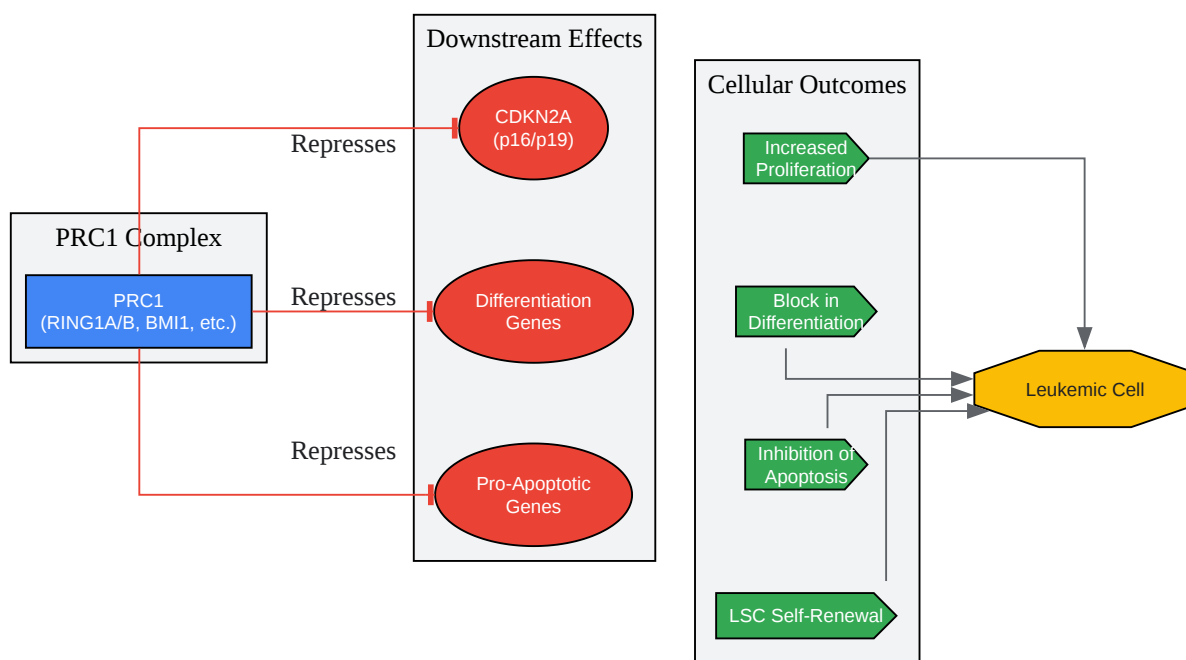 Downstream Effects
CDKN2A
(p16/p19)
Represses
PRC1 Complex
PRC1
(RING1A/B, BMI1, etc.)
Represses
Differentiation
Genes
Represses
Pro-Apoptotic
Genes
Cellular Outcomes
Increased
Proliferation
Block in
Differentiation
Inhibition of
Apoptosis
LSC Self-Renewal
Leukemic Cell